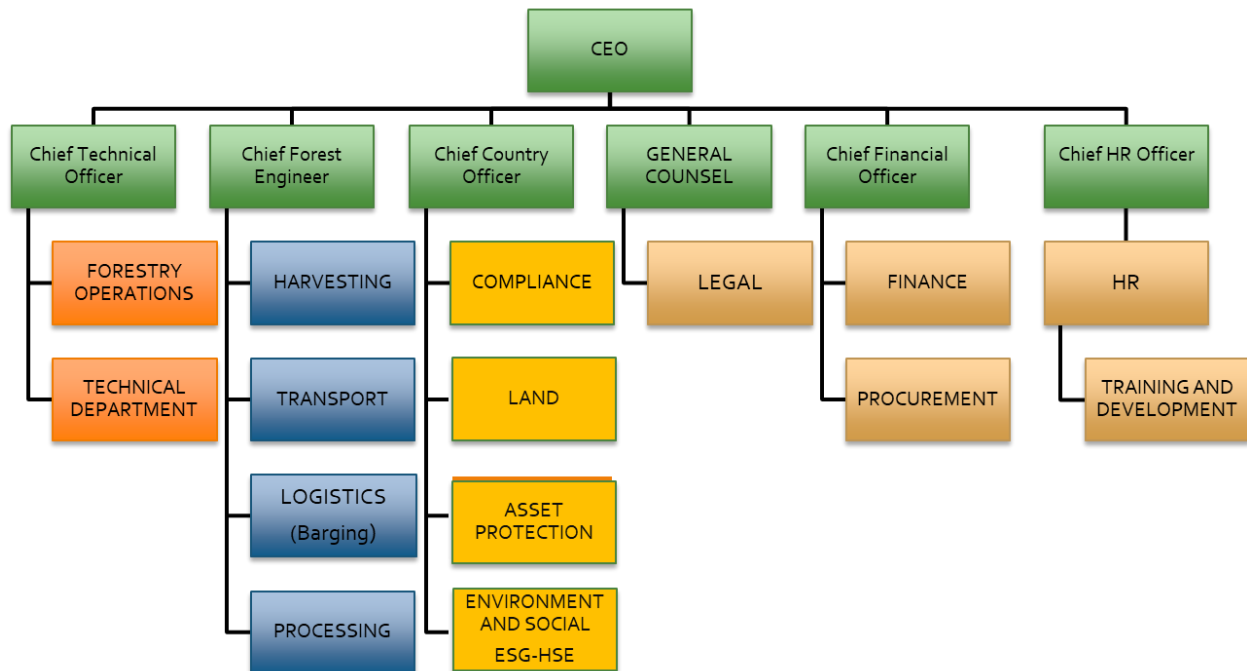 CEO
Chief Technical
Officer
Chief Forest
Engineer
Chief Country
Officer
GENERAL
COUNSEL
Chief Financial
Officer
Chief HR Officer
FORESTRY
OPERATIONS
HARVESTING
COMPLIANCE
LEGAL
FINANCE
HR
TECHNICAL
DEPARTMENT
TRANSPORT
LAND
PROCUREMENT
TRAINING AND
DEVELOPMENT
LOGISTICS
(Barging)
ASSET
PROTECTION
PROCESSING
ENVIRONMENT
AND SOCIAL
ESG-HSE